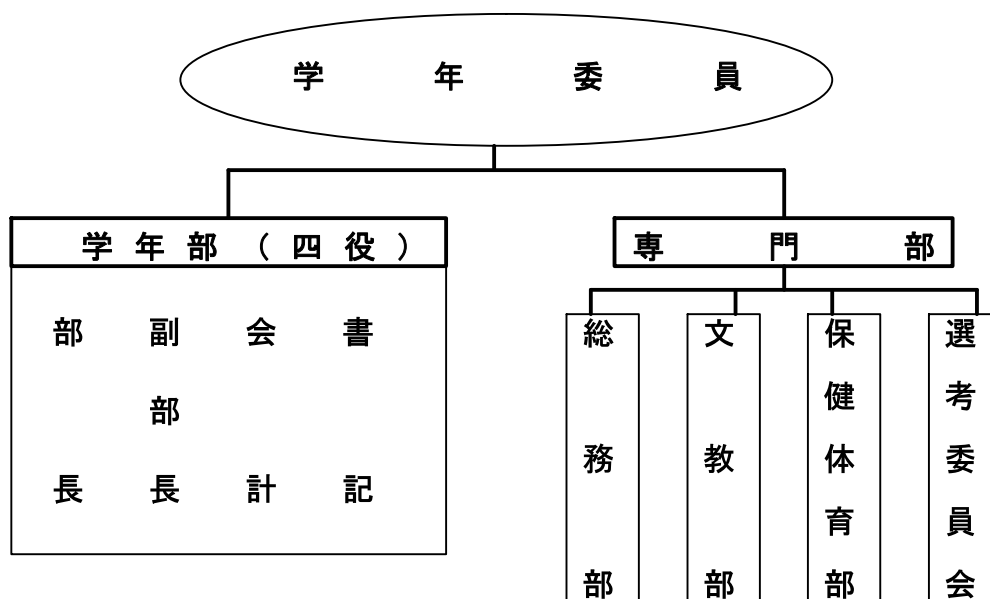 学年委員
学年部（四役）
部長
副部長
会計
書記
専門部
総務部
文教部
保健体育部
選考委員会